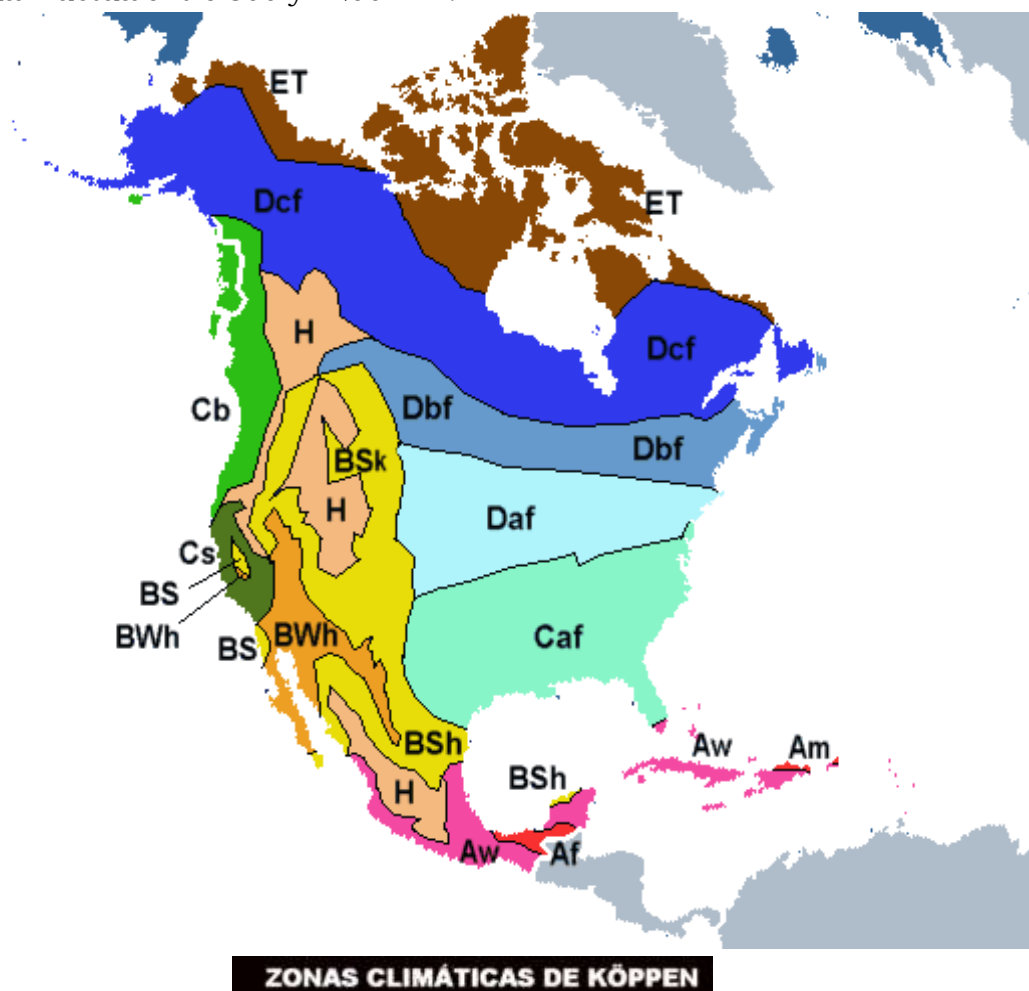 ET
ET
Dcf
H
Dcf
Cb
Dbf
Dbf
BSk
H
Daf
Cs
BS
BWh
BS
BWh
Caf
BSh
Aw
Am
BSh
H
Aw
Af
ZONAS CLIMÁTICAS DE KÖPPEN